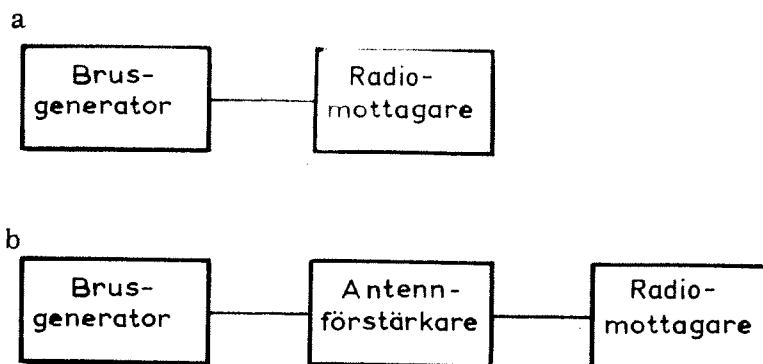 a
Brus-
generator
Radio-
mottagare
b
Brus-
generator
Antenn-
förstärkare
Radio-
mottagare